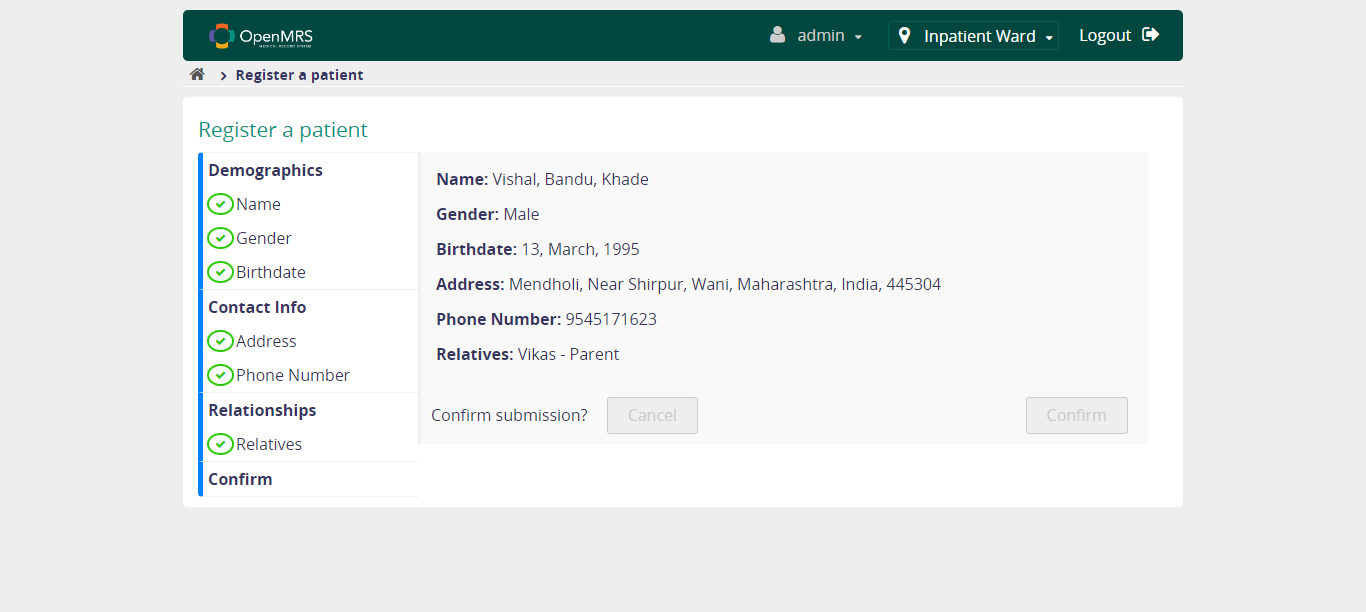 OpenMRS
MEDICAL RECORD SYSTEM
admin
Inpatient Ward
Logout
Register a patient
Register a patient
Demographics
Name
Gender
Birthdate
Contact Info
Address
Phone Number
Relationships
Relatives
Confirm
Name: Vishal, Bandu, Khade
Gender: Male
Birthdate: 13, March, 1995
Address: Mendholi, Near Shirpur, Wani, Maharashtra, India, 445304
Phone Number: 9545171623
Relatives: Vikas - Parent
Confirm submission? Cancel Confirm